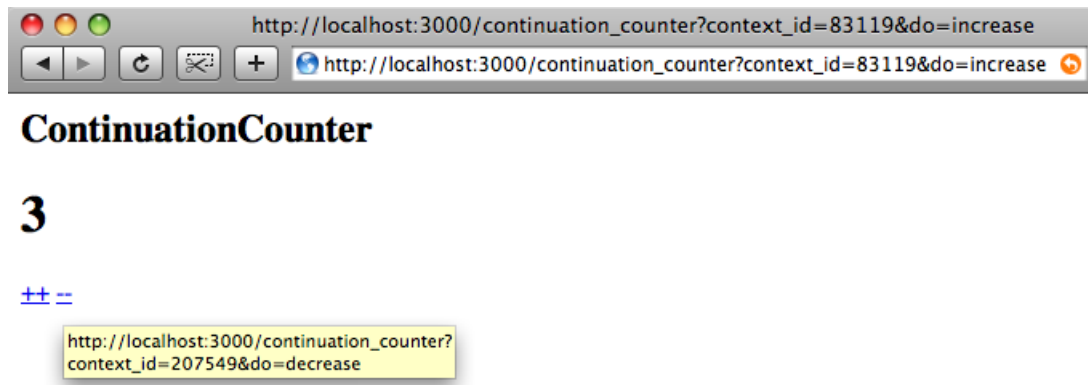 http://localhost:3000/continuation_counter?context_id=83119&do=increase
http://localhost:3000/continuation_counter?context_id=83119&do=increase
ContinuationCounter
3
++ --
http://localhost:3000/continuation_counter?
context_id=207549&do=decrease